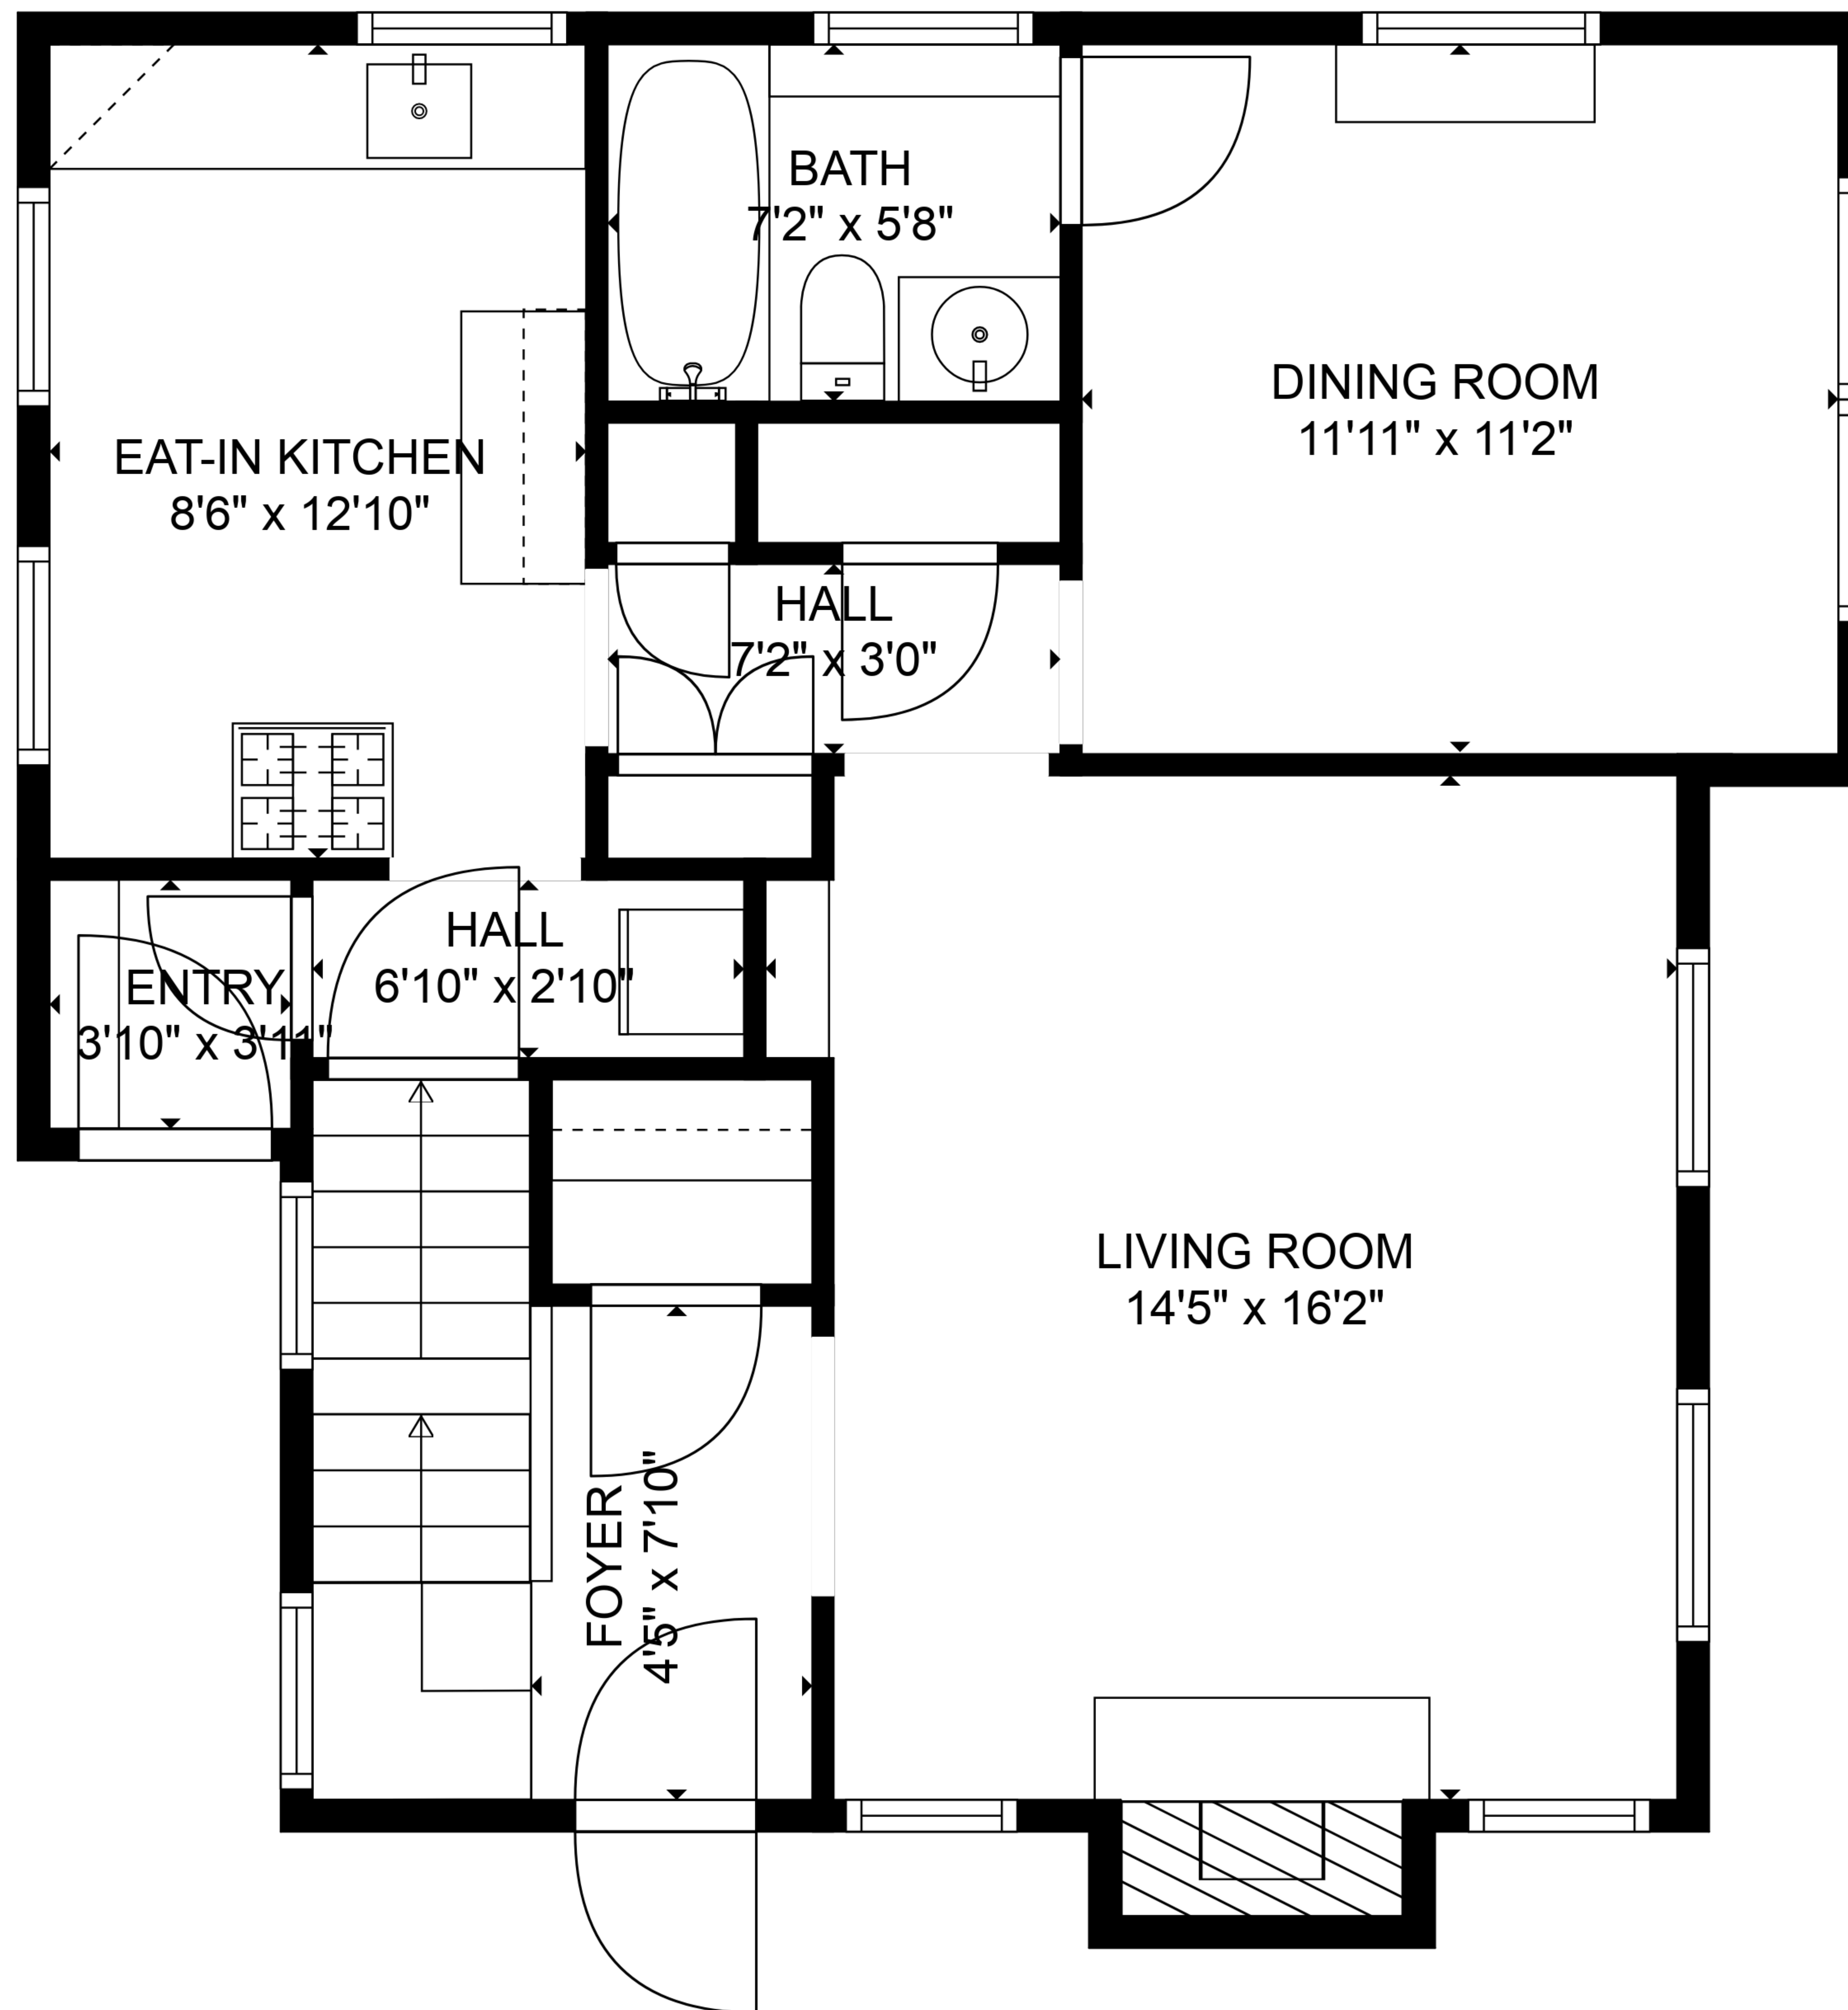 BATH
7'2" x 5'8"
DINING ROOM
11'11" x 11'2"
EAT-IN KITCHEN
8'6" x 12'10"
HALL
7'2" x 3'0"
HALL
6'10" x 2'10"
ENTRY
3'10" x 3'11"
LIVING ROOM
14'5" x 16'2"
FOYER
4'5" x 7'10"